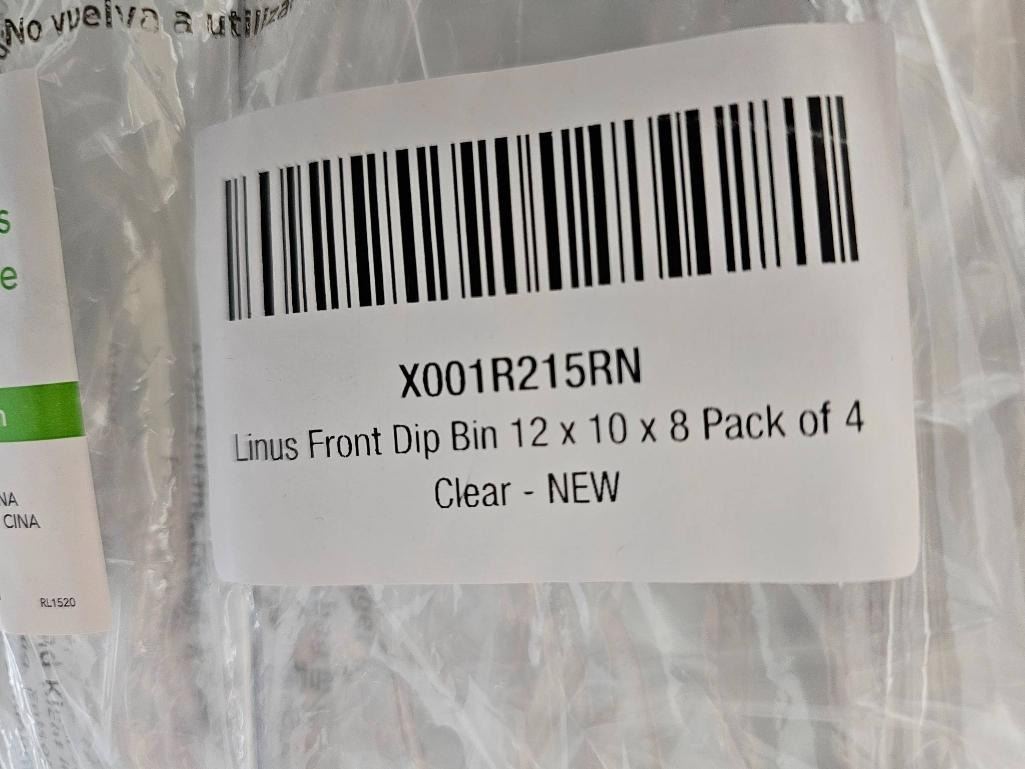 No vuelva a utiliza
s
e
n
NA
CINA
RL1520
X001R215RN
Linus Front Dip Bin 12 x 10 x 8 Pack of 4
Clear - NEW